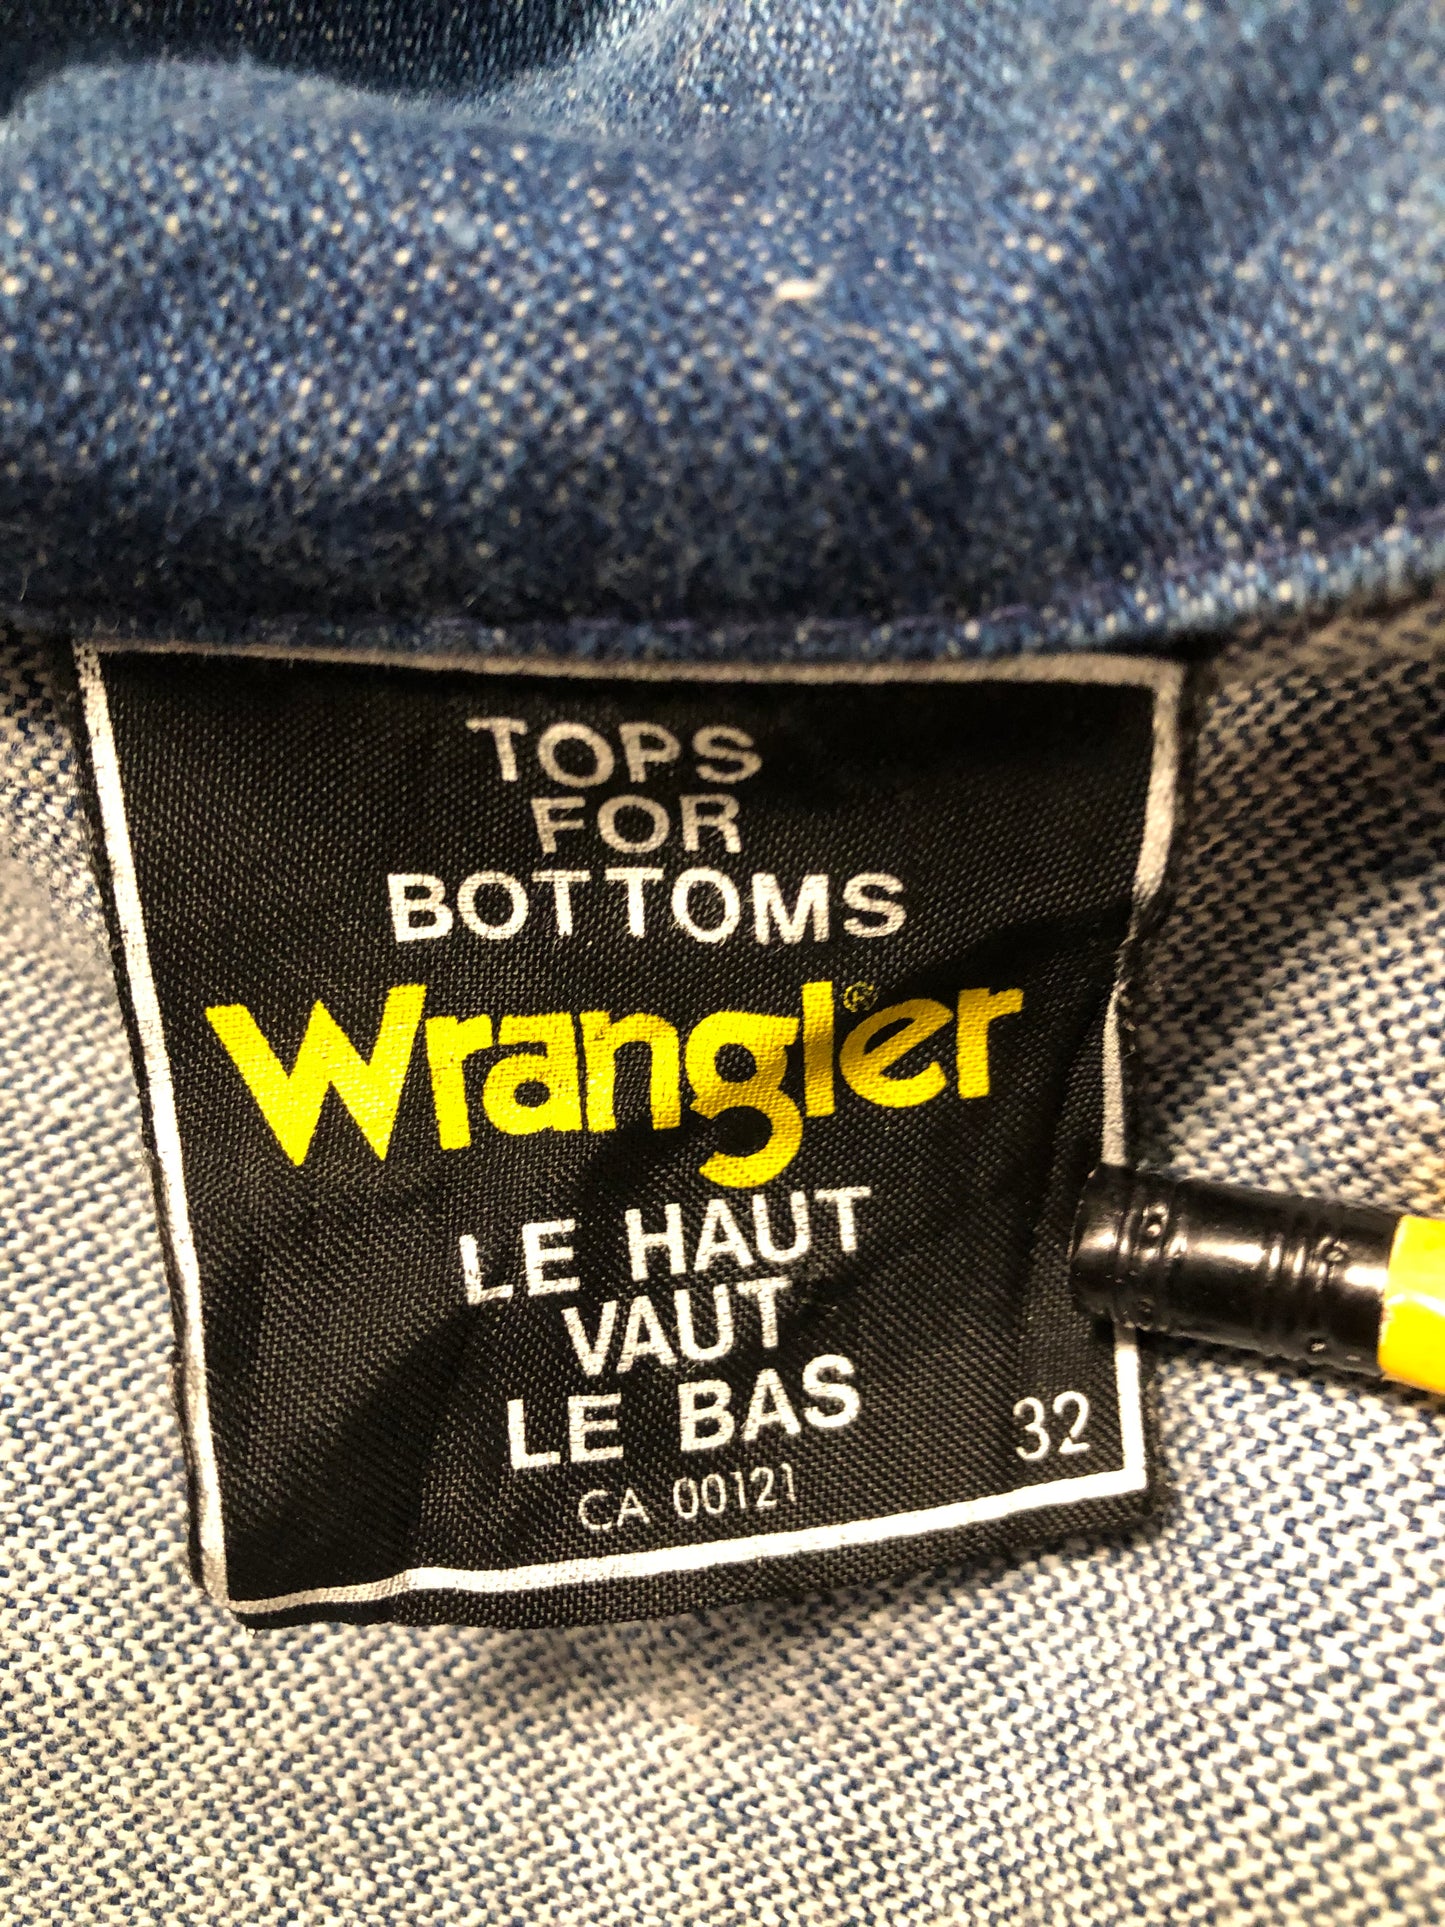 TOPS
FOR
BOTTOMS
Wrangler®
LE HAUT
VAUT
LE BAS
32
CA 00121